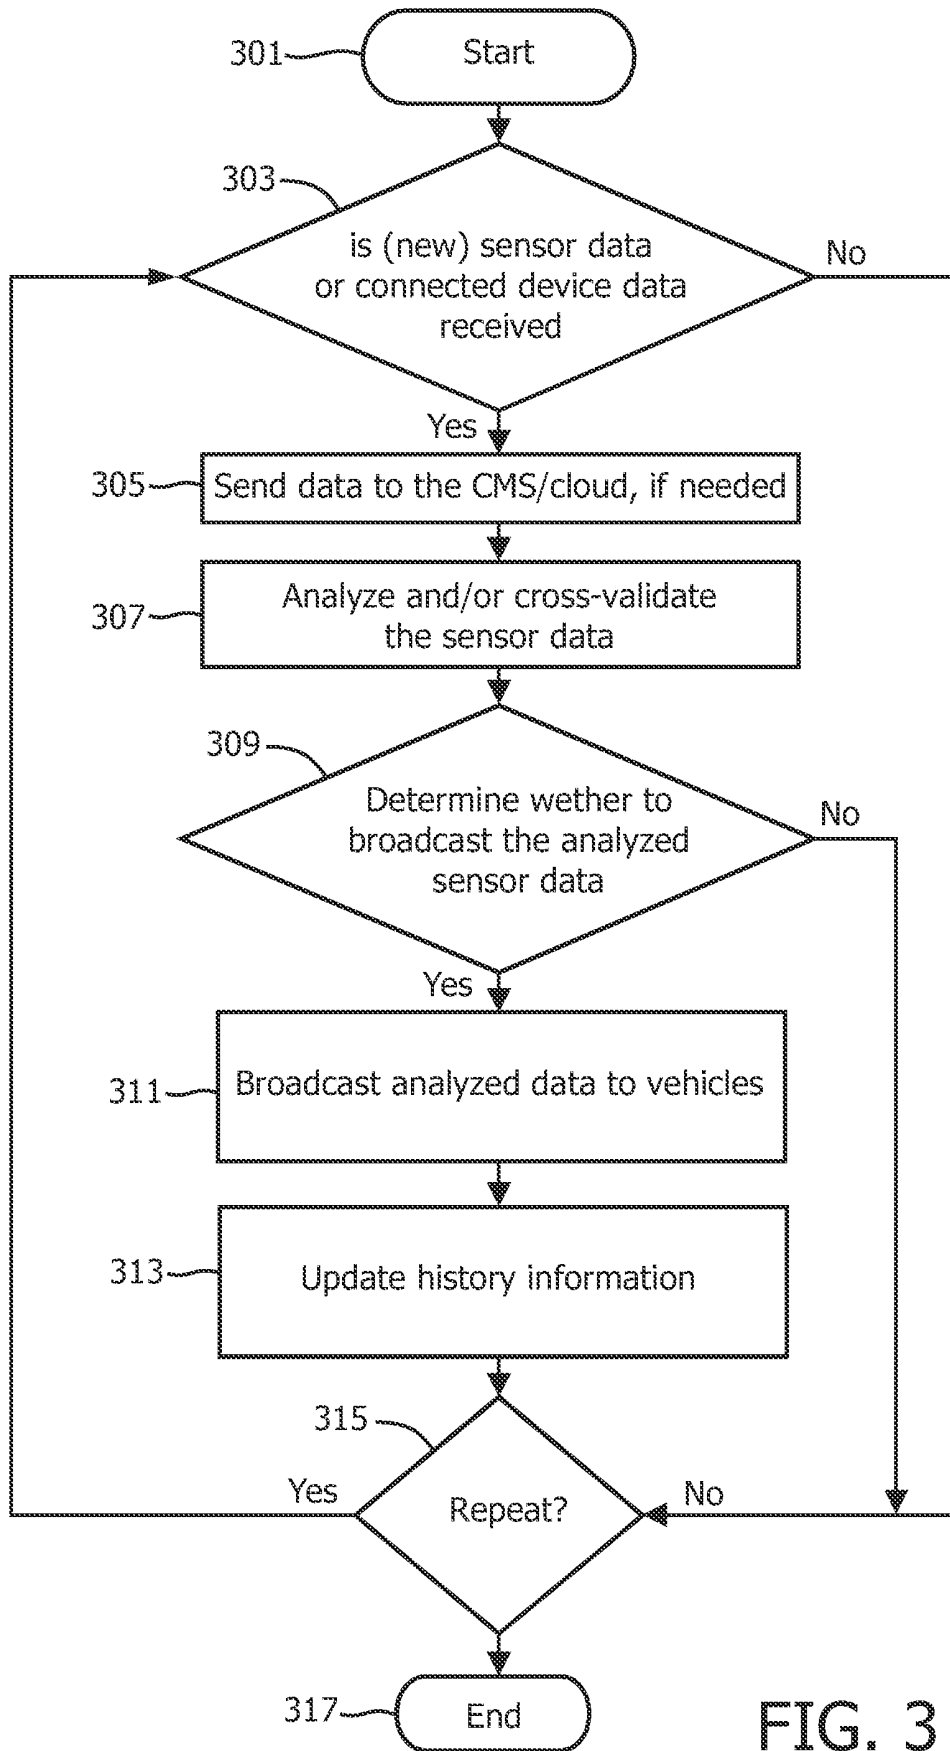 301
Start
303
is (new) sensor data
or connected device data
received
No
Yes
305
Send data to the CMS/cloud, if needed
307
Analyze and/or cross-validate
the sensor data
309
Determine wether to
broadcast the analyzed
sensor data
No
Yes
311
Broadcast analyzed data to vehicles
313
Update history information
315
Yes
Repeat?
No
317
End
FIG. 3